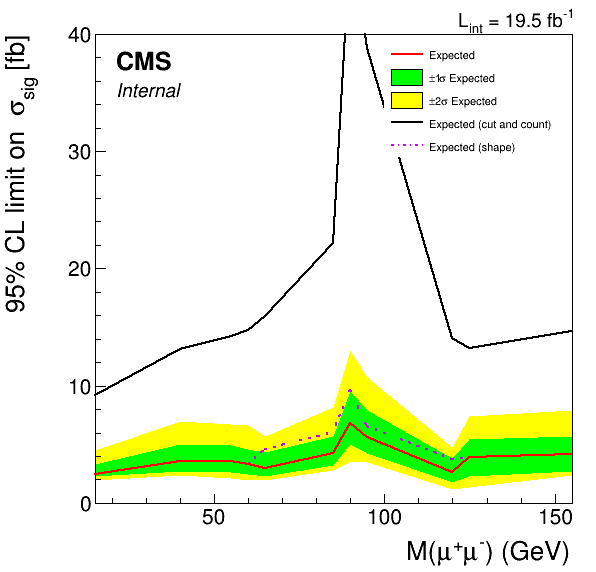 L_int = 19.5 fb^-1
95% CL limit on σ_sig [fb]
CMS
Internal
Expected
±1σ Expected
±2σ Expected
Expected (cut and count)
Expected (shape)
40
30
20
10
0
50
100
150
M(μ⁺μ⁻) (GeV)